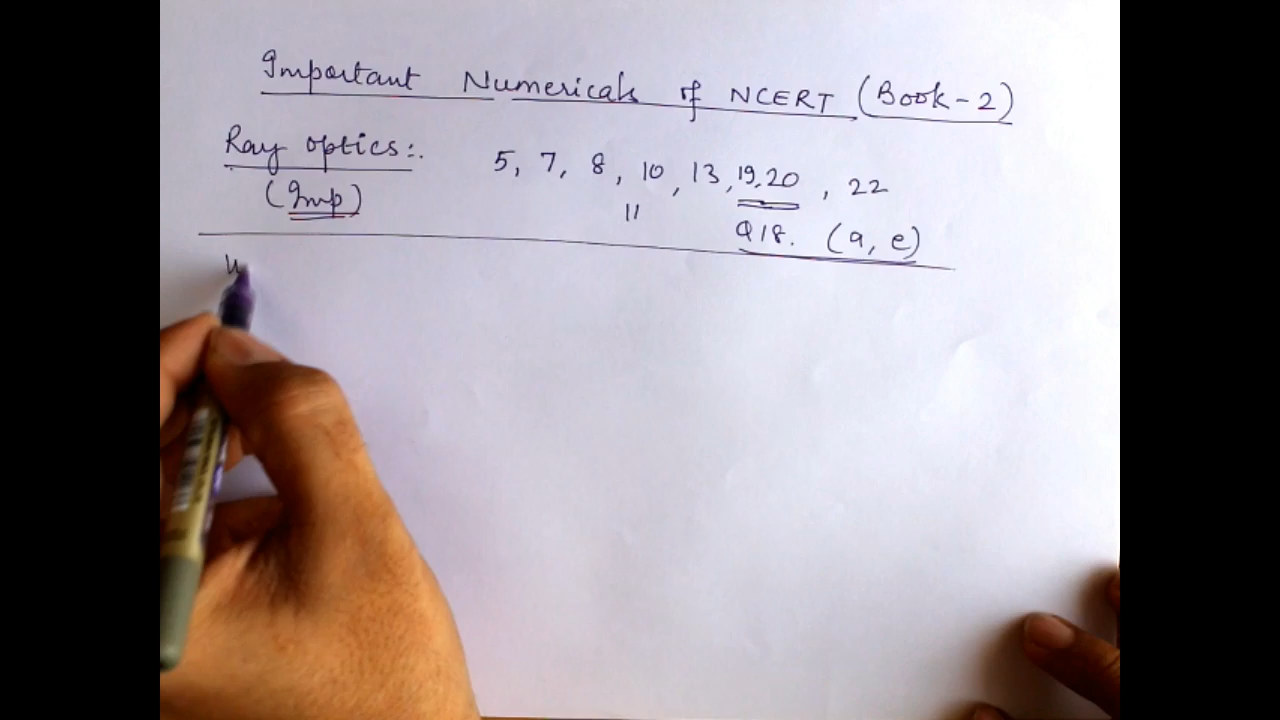 Important Numericals of NCERT (Book-2)
Ray optics:. 5, 7, 8, 10, 13, 19,20, 22
(Imp) 11 Q18. (a, e)